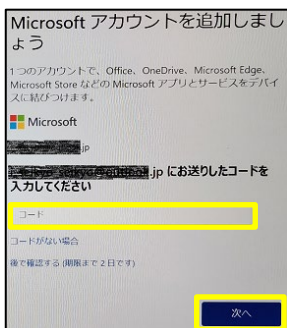 Microsoft アカウントを追加しまし
ょう
1つのアカウントで、Office、OneDrive、Microsoft Edge、
Microsoft Store などの Microsoft アプリとサービスをデバイ
スに結びつけます。
Microsoft
.jp
.jp にお送りしたコードを
入力してください
コード
コードがない場合
後で確認する (期限まで 2 日です)
次へ